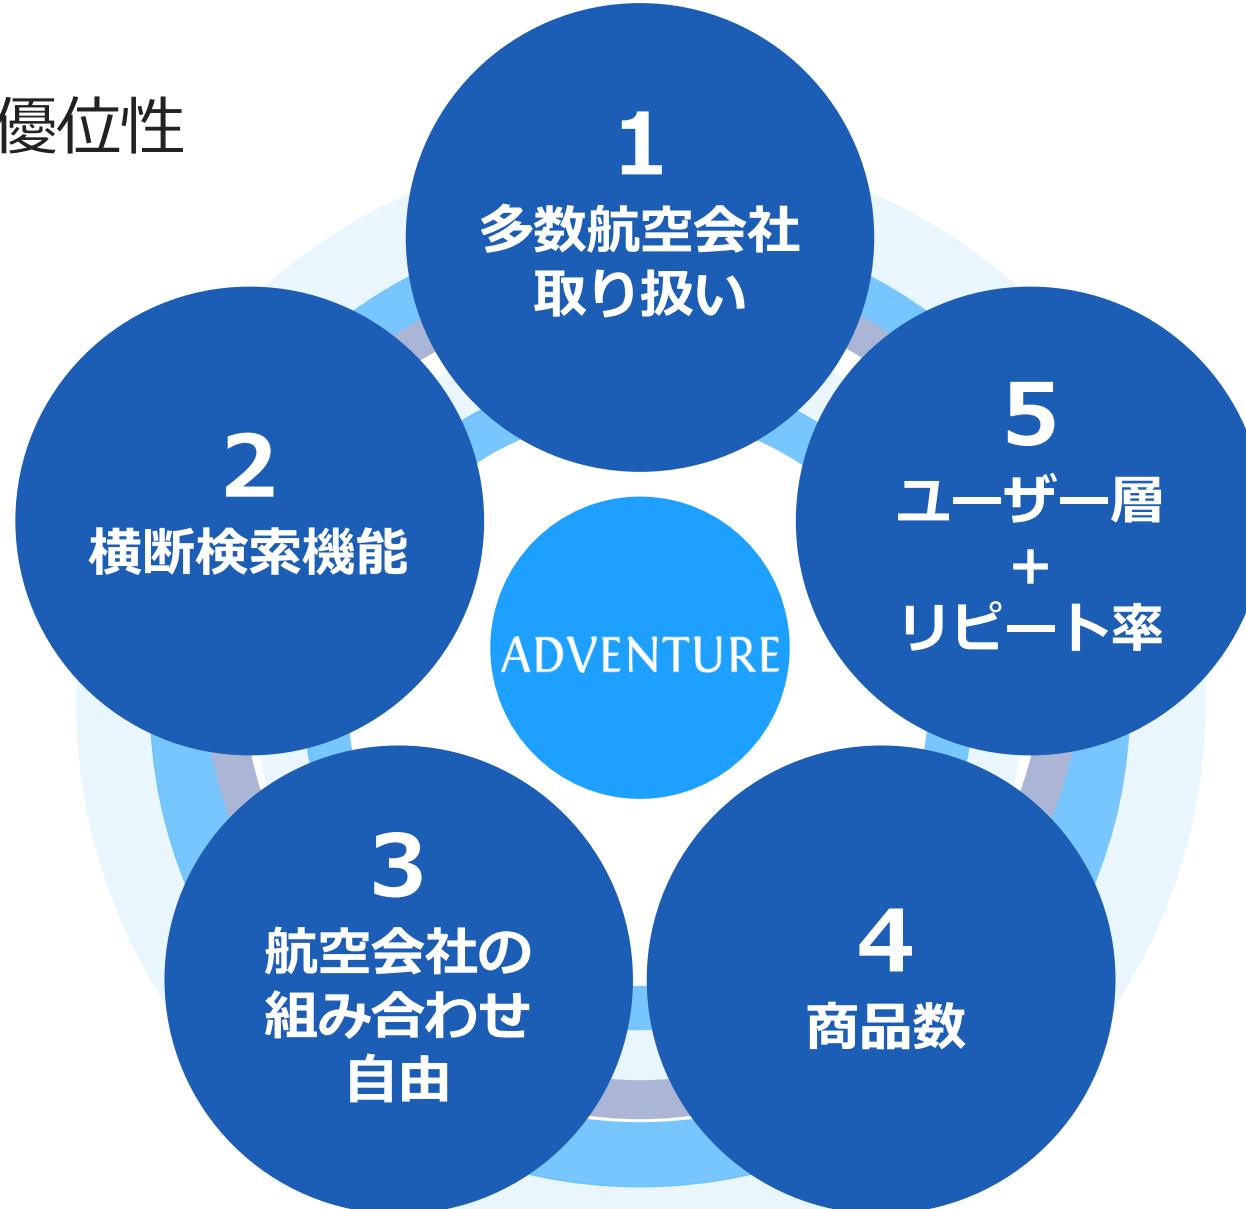 優位性
1
多数航空会社
取り扱い
2
横断検索機能
3
航空会社の
組み合わせ
自由
4
商品数
5
ユーザー層
+
リピート率
ADVENTURE